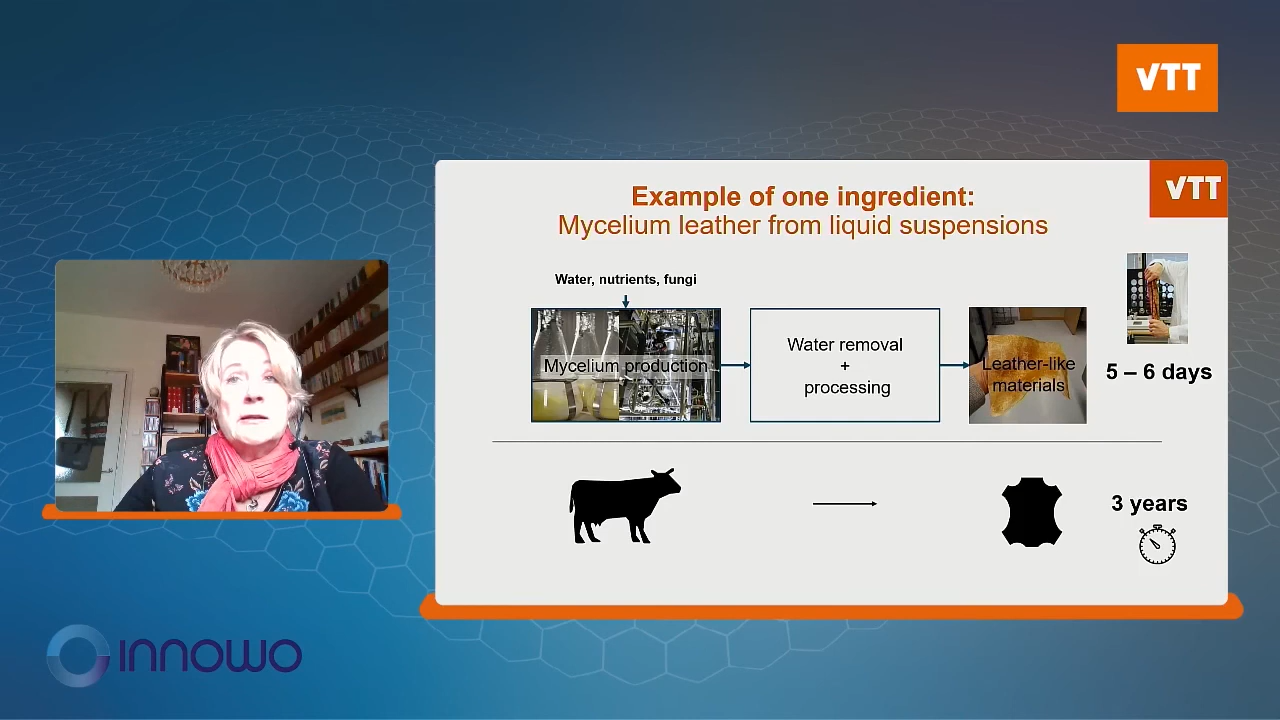 VTT
VTT
Example of one ingredient:
Mycelium leather from liquid suspensions
Water, nutrients, fungi
Mycelium production
Water removal
+
processing
Leather-like
materials
5 – 6 days
3 years
INNOWO